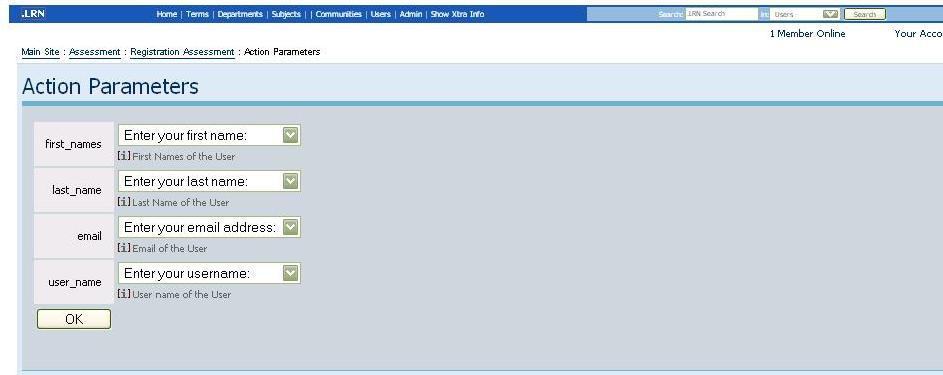 .LRN Home | Terms | Departments | Subjects | | Communities | Users | Admin | Show Xtra Info Search: .LRN Search in: Users Search
1 Member Online Your Acco
Main Site : Assessment : Registration Assessment : Action Parameters
Action Parameters
first_names Enter your first name:
[i] First Names of the User
last_name Enter your last name:
[i] Last Name of the User
email Enter your email address:
[i] Email of the User
user_name Enter your username:
[i] User name of the User
OK